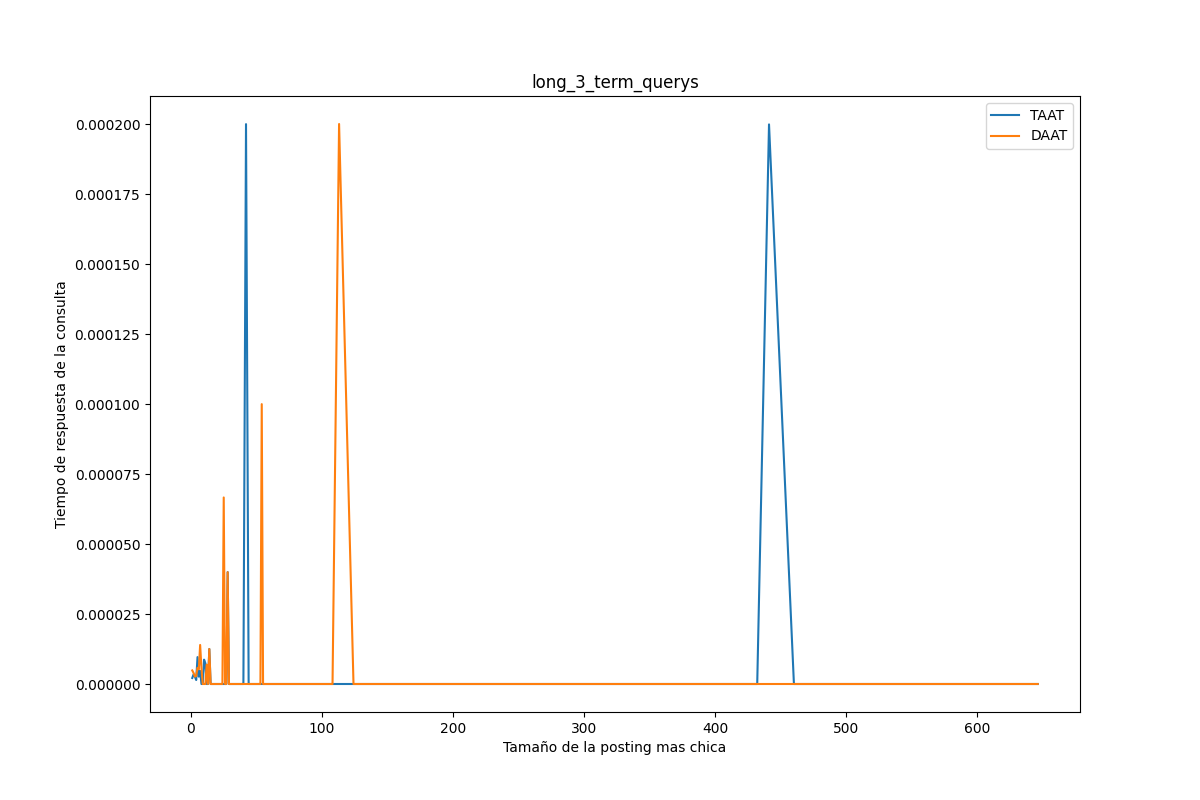 long_3_term_querys
TAAT
DAAT
Tiempo de respuesta de la consulta
0.000200
0.000175
0.000150
0.000125
0.000100
0.000075
0.000050
0.000025
0.000000
0 100 200 300 400 500 600
Tamaño de la posting mas chica